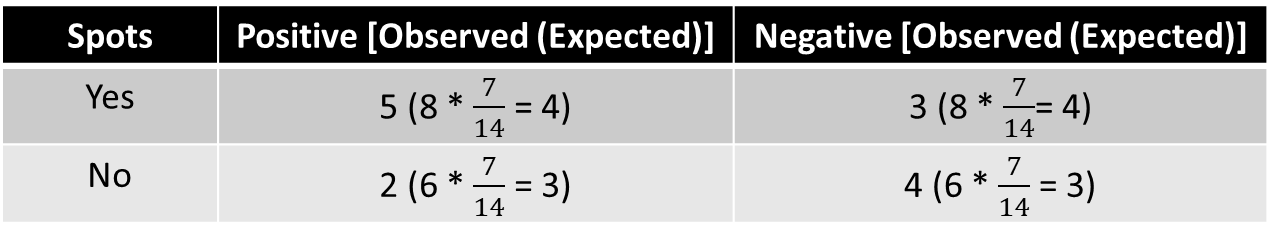 Spots Positive [Observed (Expected)] Negative [Observed (Expected)]
Yes 5 (8 * 7/14 = 4) 3 (8 * 7/14= 4)
No 2 (6 * 7/14 = 3) 4 (6 * 7/14 = 3)